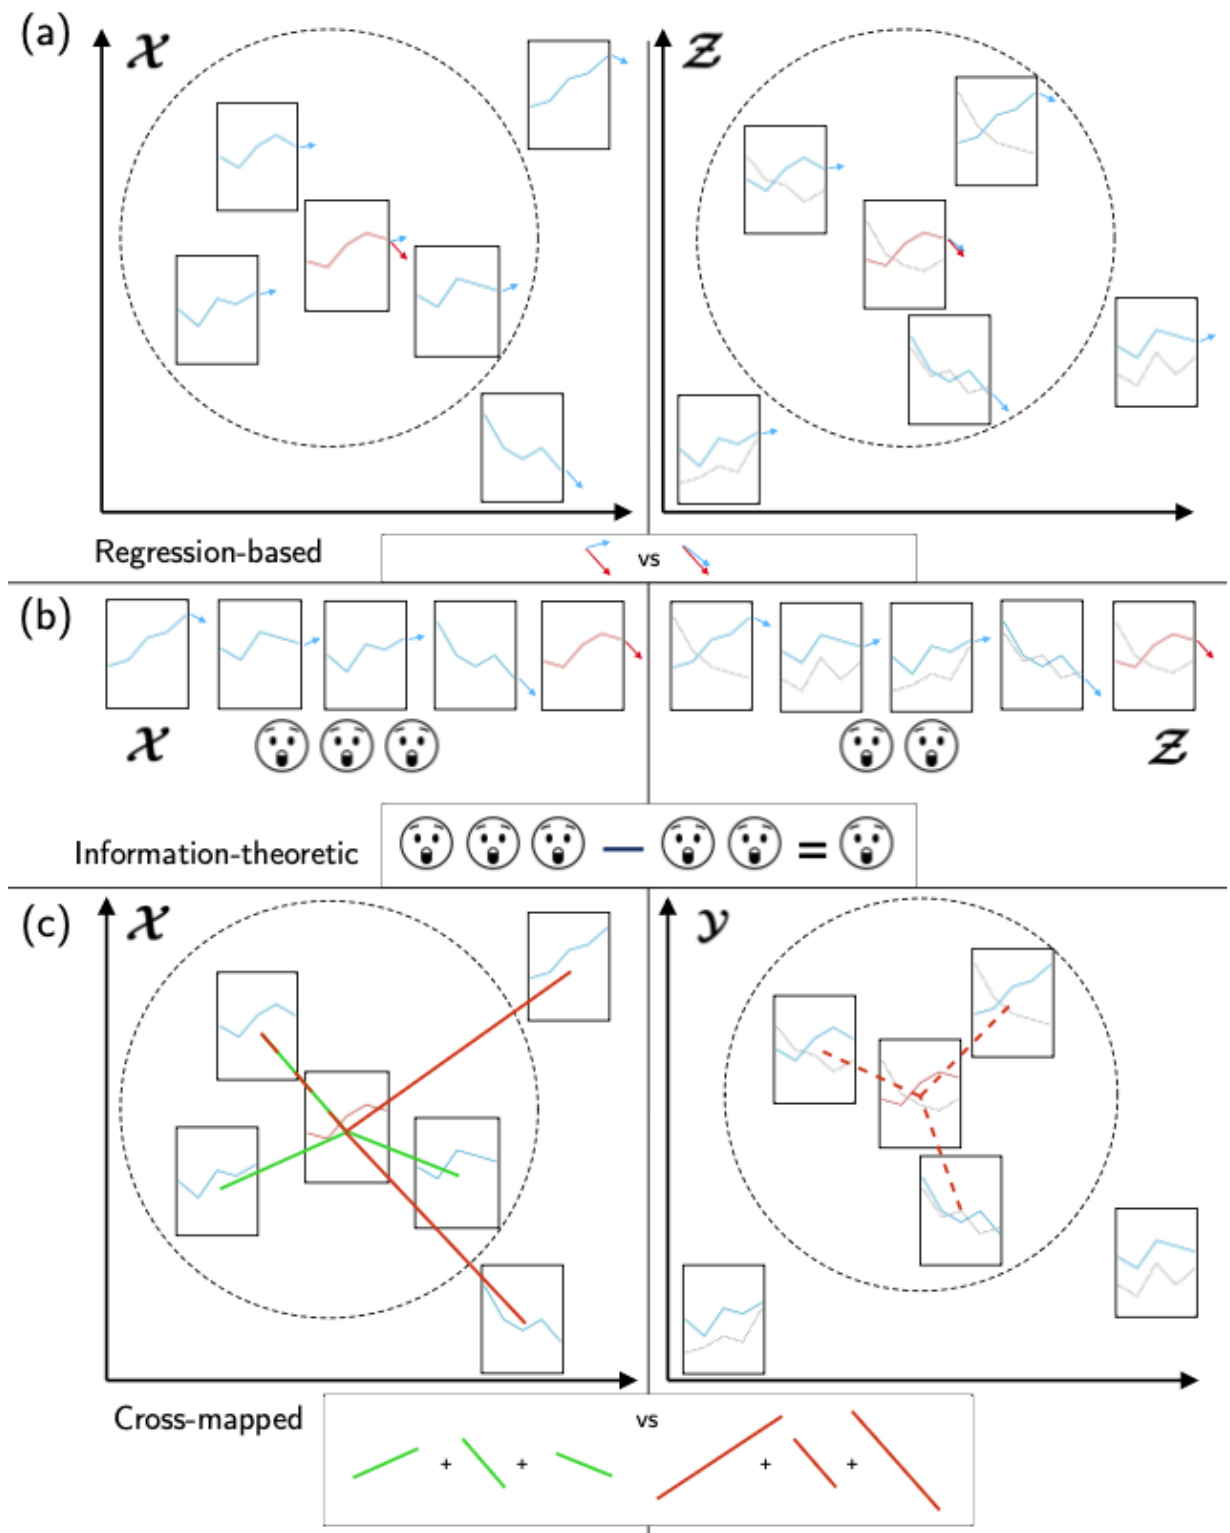 (a)
𝒳
𝒵
Regression-based
vs
(b)
𝒳
𝒵
Information-theoretic
— =
(c)
𝒳
𝒴
Cross-mapped
vs
+ + + +